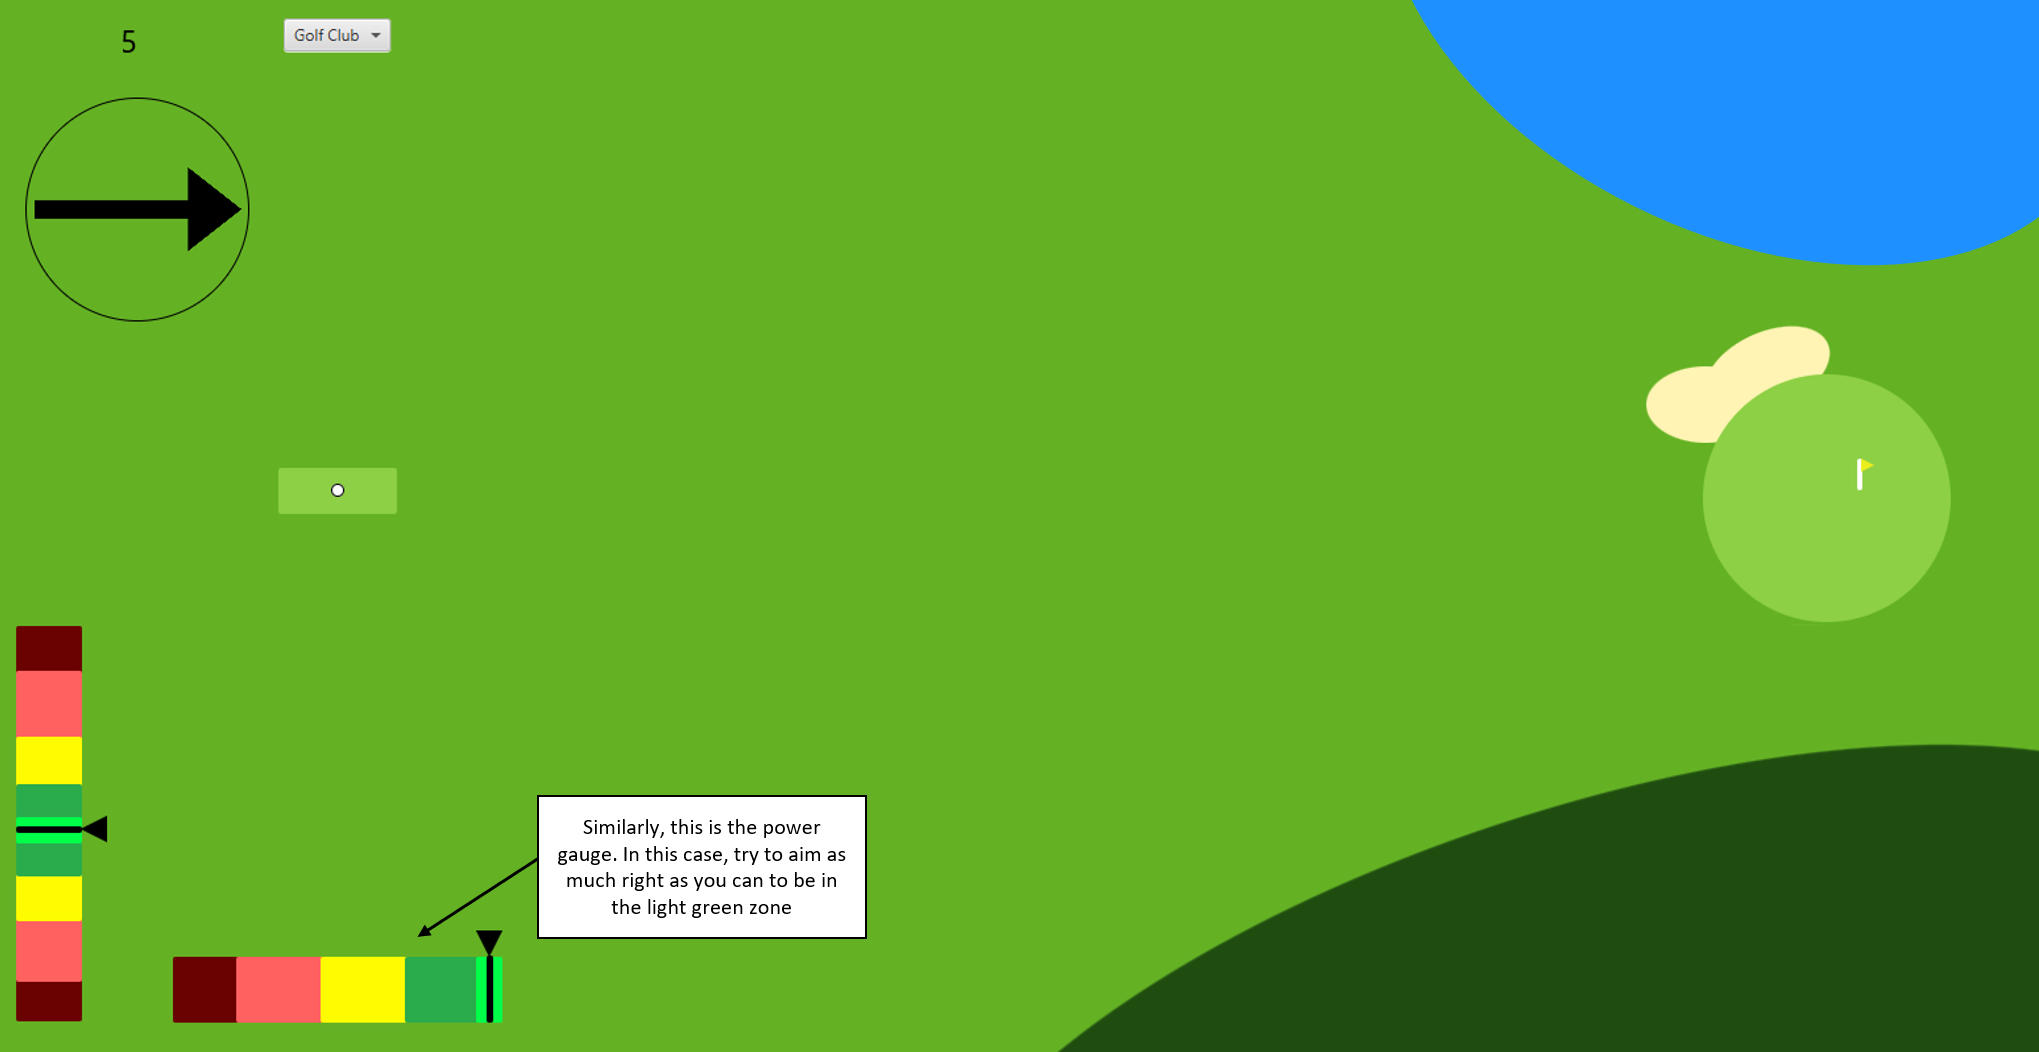 5
Golf Club
Similarly, this is the power
gauge. In this case, try to aim as
much right as you can to be in
the light green zone